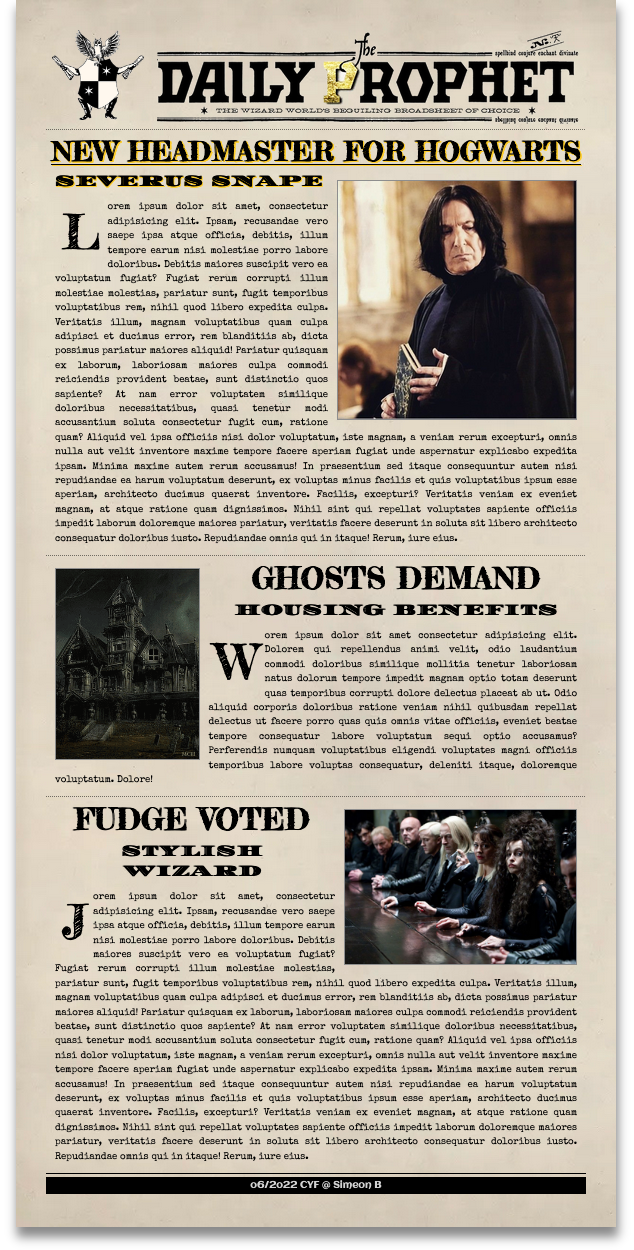 The
DAILY PROPHET
spellbind conjure enchant divinate
★ THE WIZARD WORLD'S BEGUILING BROADSHEET OF CHOICE ★
spellbind conjure enchant divinate
NEW HEADMASTER FOR HOGWARTS
SEVERUS SNAPE
Lorem ipsum dolor sit amet, consectetur
adipisicing elit. Ipsam, recusandae vero
saepe ipsa atque officia, debitis, illum
tempore earum nisi molestiae porro labore
doloribus. Debitis maiores suscipit vero ea
voluptatum fugiat? Fugiat rerum corrupti illum
molestiae molestias, pariatur sunt, fugit temporibus
voluptatibus rem, nihil quod libero expedita culpa.
Veritatis illum, magnam voluptatibus quam culpa
adipisci et ducimus error, rem blanditiis ab, dicta
possimus pariatur maiores aliquid! Pariatur quisquam
ex laborum, laboriosam maiores culpa commodi
reiciendis provident beatae, sunt distinctio quos
sapiente? At nam error voluptatem similique
doloribus necessitatibus, quasi tenetur modi
accusantium soluta consectetur fugit cum, ratione
quam? Aliquid vel ipsa officiis nisi dolor voluptatum, iste magnam, a veniam rerum excepturi, omnis
nulla aut velit inventore maxime tempore facere aperiam fugiat unde aspernatur explicabo expedita
ipsam. Minima maxime autem rerum accusamus! In praesentium sed itaque consequuntur autem nisi
repudiandae ea harum voluptatum deserunt, ex voluptas minus facilis et quis voluptatibus ipsum esse
aperiam, architecto ducimus quaerat inventore. Facilis, excepturi? Veritatis veniam ex eveniet
magnam, at atque ratione quam dignissimos. Nihil sint qui repellat voluptates sapiente officiis
impedit laborum doloremque maiores pariatur, veritatis facere deserunt in soluta sit libero architecto
consequatur doloribus iusto. Repudiandae omnis qui in itaque! Rerum, iure eius.
GHOSTS DEMAND
HOUSING BENEFITS
Worem ipsum dolor sit amet consectetur adipisicing elit.
Dolorem qui repellendus animi velit, odio laudantium
commodi doloribus similique mollitia tenetur laboriosam
natus dolorum tempore impedit magnam optio totam deserunt
quas temporibus corrupti dolore delectus placeat ab ut. Odio
aliquid corporis doloribus ratione veniam nihil quibusdam repellat
delectus ut facere porro quas quis omnis vitae officiis, eveniet beatae
tempore consequatur labore voluptatum sequi optio accusamus?
Perferendis numquam voluptatibus eligendi voluptates magni officiis
temporibus labore voluptas consequatur, deleniti itaque, doloremque
voluptatum. Dolore!
FUDGE VOTED
STYLISH
WIZARD
Jorem ipsum dolor sit amet, consectetur
adipisicing elit. Ipsam, recusandae vero saepe
ipsa atque officia, debitis, illum tempore earum
nisi molestiae porro labore doloribus. Debitis
maiores suscipit vero ea voluptatum fugiat?
Fugiat rerum corrupti illum molestiae molestias,
pariatur sunt, fugit temporibus voluptatibus rem, nihil quod libero expedita culpa. Veritatis illum,
magnam voluptatibus quam culpa adipisci et ducimus error, rem blanditiis ab, dicta possimus pariatur
maiores aliquid! Pariatur quisquam ex laborum, laboriosam maiores culpa commodi reiciendis provident
beatae, sunt distinctio quos sapiente? At nam error voluptatem similique doloribus necessitatibus,
quasi tenetur modi accusantium soluta consectetur fugit cum, ratione quam? Aliquid vel ipsa officiis
nisi dolor voluptatum, iste magnam, a veniam rerum excepturi, omnis nulla aut velit inventore maxime
tempore facere aperiam fugiat unde aspernatur explicabo expedita ipsam. Minima maxime autem rerum
accusamus! In praesentium sed itaque consequuntur autem nisi repudiandae ea harum voluptatum
deserunt, ex voluptas minus facilis et quis voluptatibus ipsum esse aperiam, architecto ducimus
quaerat inventore. Facilis, excepturi? Veritatis veniam ex eveniet magnam, at atque ratione quam
dignissimos. Nihil sint qui repellat voluptates sapiente officiis impedit laborum doloremque maiores
pariatur, veritatis facere deserunt in soluta sit libero architecto consequatur doloribus iusto.
Repudiandae omnis qui in itaque! Rerum, iure eius.
06/2022 CYF @ Simeon B